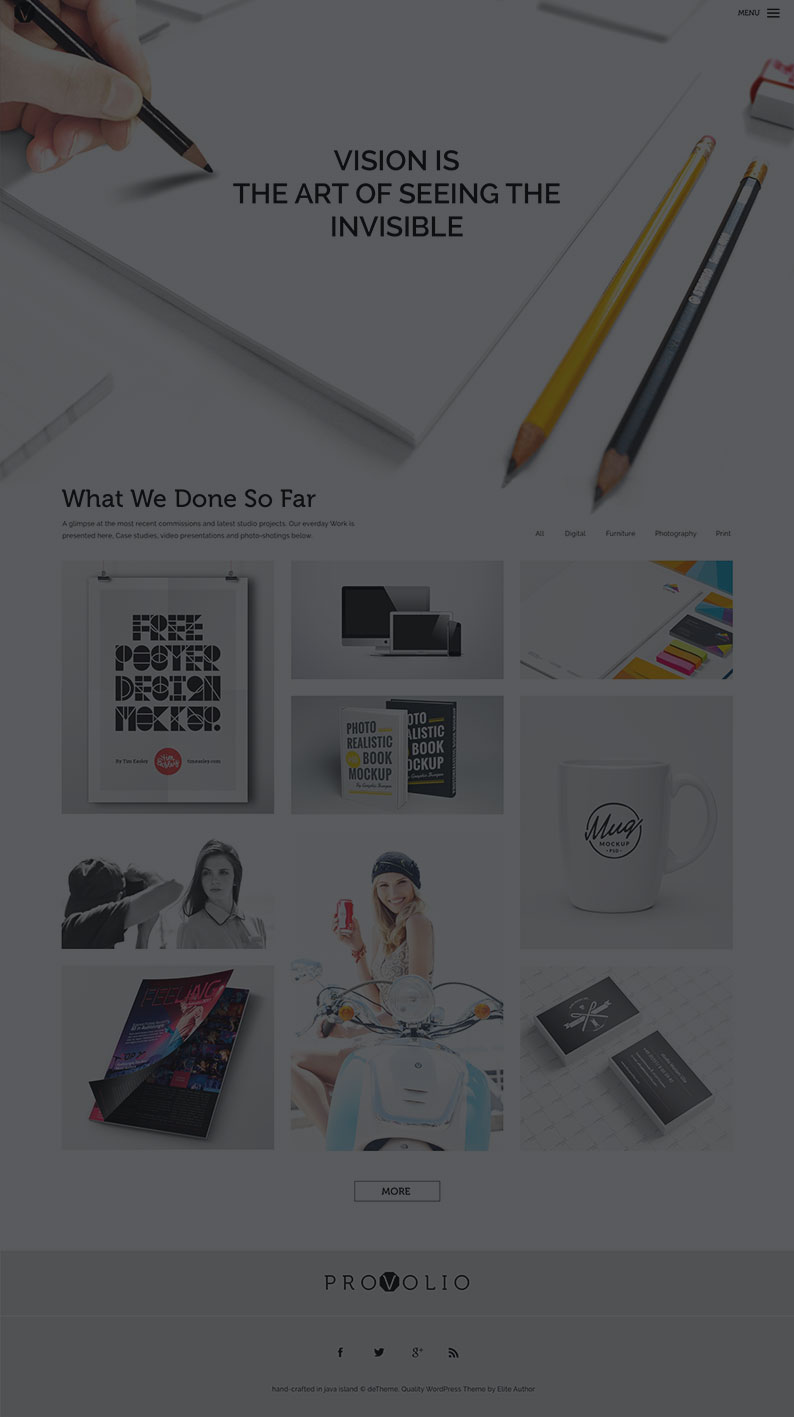 MENU
VISION IS
THE ART OF SEEING THE
INVISIBLE
What We Done So Far
A glimpse at the most recent commissions and latest studio projects. Our everday Work is
presented here, Case studies, video presentations and photo-shotings below.
All Digital Furniture Photography Print
FREE
POSTER
DESIGN
MOCKUP.
By Tim Easley
timeasley.com
PHOTO
REALISTIC
BOOK
MOCKUP
BOOK
MOCKUP
Mug
MOCKUP
PSD
FEELING
MORE
PROVOLIO
hand-crafted in java island © deTheme. Quality WordPress Theme by Elite Author